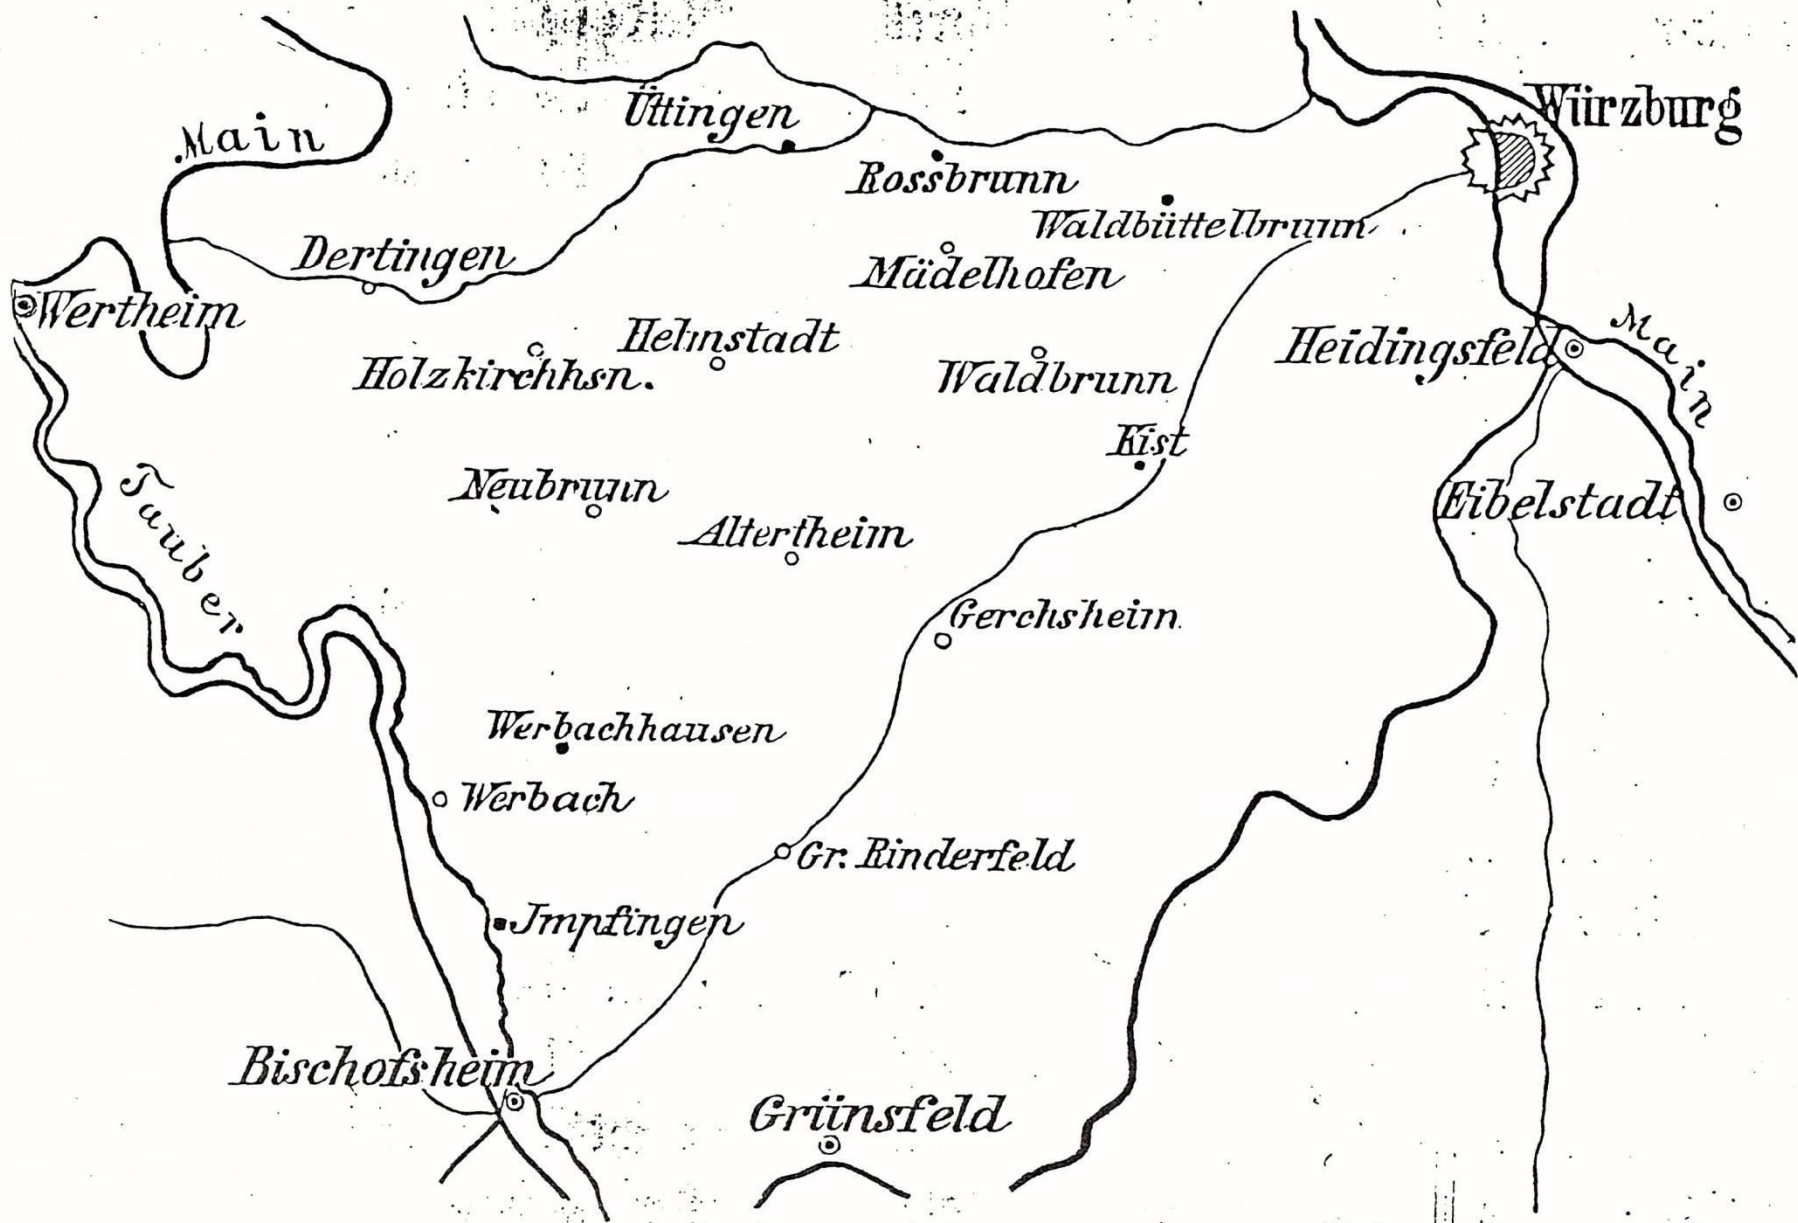 Würzburg
Üttingen
Main
Rossbrunn
Waldbüttelbrunn
Dertingen
Mädelhofen
Wertheim
Helmstadt
Heidingsfeld
Main
Holzkirchhsn.
Waldbrunn
Kist
Neubrunn
Eibelstadt
Tauber
Altertheim
Gerchsheim
Werbachhausen
Werbach
Gr. Rinderfeld
Jmpfingen
Bischofsheim
Grünsfeld